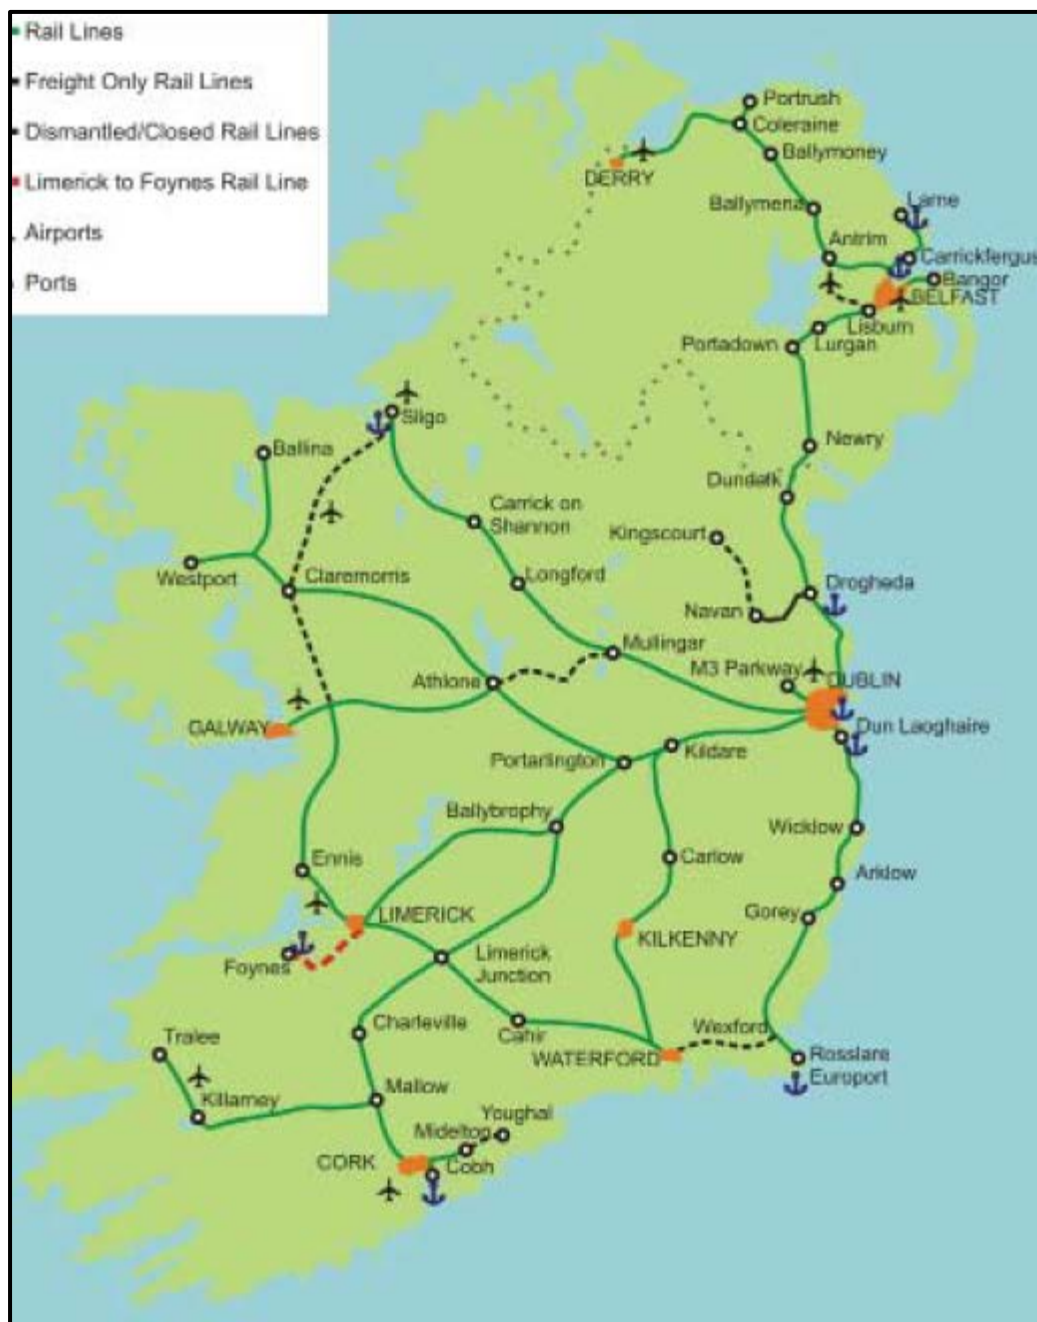 Rail Lines
Freight Only Rail Lines
Dismantled/Closed Rail Lines
Limerick to Foynes Rail Line
Airports
Ports
Portrush
Coleraine
Ballymoney
DERRY
Ballymena
Larne
Antrim
Carrickfergus
Bangor
BELFAST
Lisburn
Lurgan
Portadown
Sligo
Ballina
Newry
Dundalk
Carrick on
Shannon
Kingscourt
Westport
Claremorris
Longford
Drogheda
Navan
Mullingar
M3 Parkway
Athlone
DUBLIN
GALWAY
Dun Laoghaire
Kildare
Portarlington
Ballybrophy
Wicklow
Carlow
Ennis
Arklow
LIMERICK
Gorey
KILKENNY
Foynes
Limerick
Junction
Charleville
Cahir
Wexford
Tralee
WATERFORD
Rosslare
Europort
Mallow
Killarney
Youghal
Midelton
CORK
Cobh